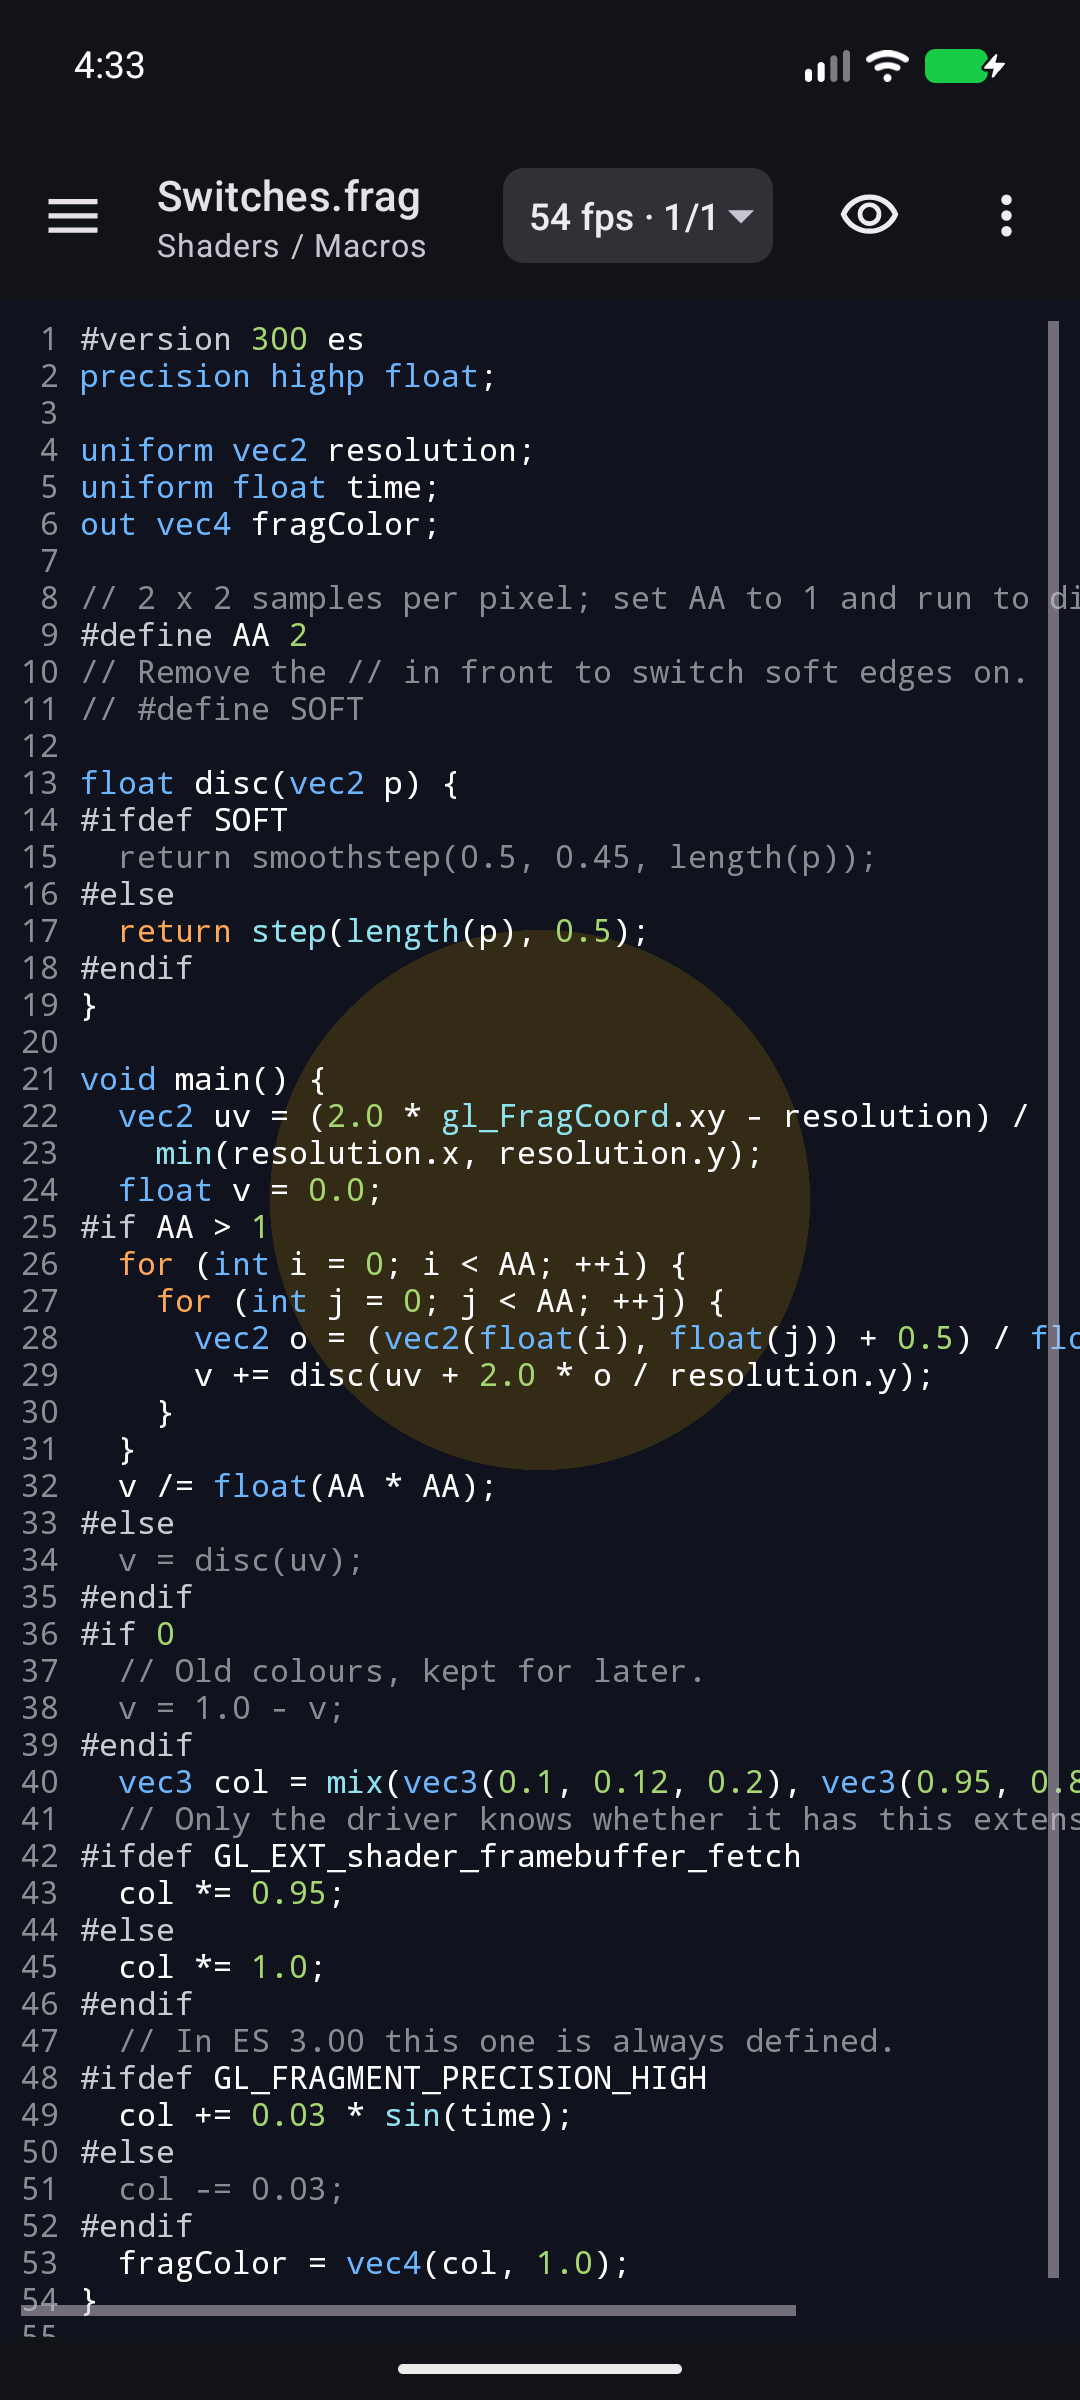 4:33
Switches.frag
Shaders / Macros
54 fps · 1/1
1 #version 300 es
2 precision highp float;
3
4 uniform vec2 resolution;
5 uniform float time;
6 out vec4 fragColor;
7
8 // 2 x 2 samples per pixel; set AA to 1 and run to di
9 #define AA 2
10 // Remove the // in front to switch soft edges on.
11 // #define SOFT
12
13 float disc(vec2 p) {
14 #ifdef SOFT
15   return smoothstep(0.5, 0.45, length(p));
16 #else
17   return step(length(p), 0.5);
18 #endif
19 }
20
21 void main() {
22   vec2 uv = (2.0 * gl_FragCoord.xy - resolution) /
23     min(resolution.x, resolution.y);
24   float v = 0.0;
25 #if AA > 1
26   for (int i = 0; i < AA; ++i) {
27     for (int j = 0; j < AA; ++j) {
28       vec2 o = (vec2(float(i), float(j)) + 0.5) / flo
29       v += disc(uv + 2.0 * o / resolution.y);
30     }
31   }
32   v /= float(AA * AA);
33 #else
34   v = disc(uv);
35 #endif
36 #if 0
37   // Old colours, kept for later.
38   v = 1.0 - v;
39 #endif
40   vec3 col = mix(vec3(0.1, 0.12, 0.2), vec3(0.95, 0.8
41   // Only the driver knows whether it has this extens
42 #ifdef GL_EXT_shader_framebuffer_fetch
43   col *= 0.95;
44 #else
45   col *= 1.0;
46 #endif
47   // In ES 3.00 this one is always defined.
48 #ifdef GL_FRAGMENT_PRECISION_HIGH
49   col += 0.03 * sin(time);
50 #else
51   col -= 0.03;
52 #endif
53   fragColor = vec4(col, 1.0);
54 }
55